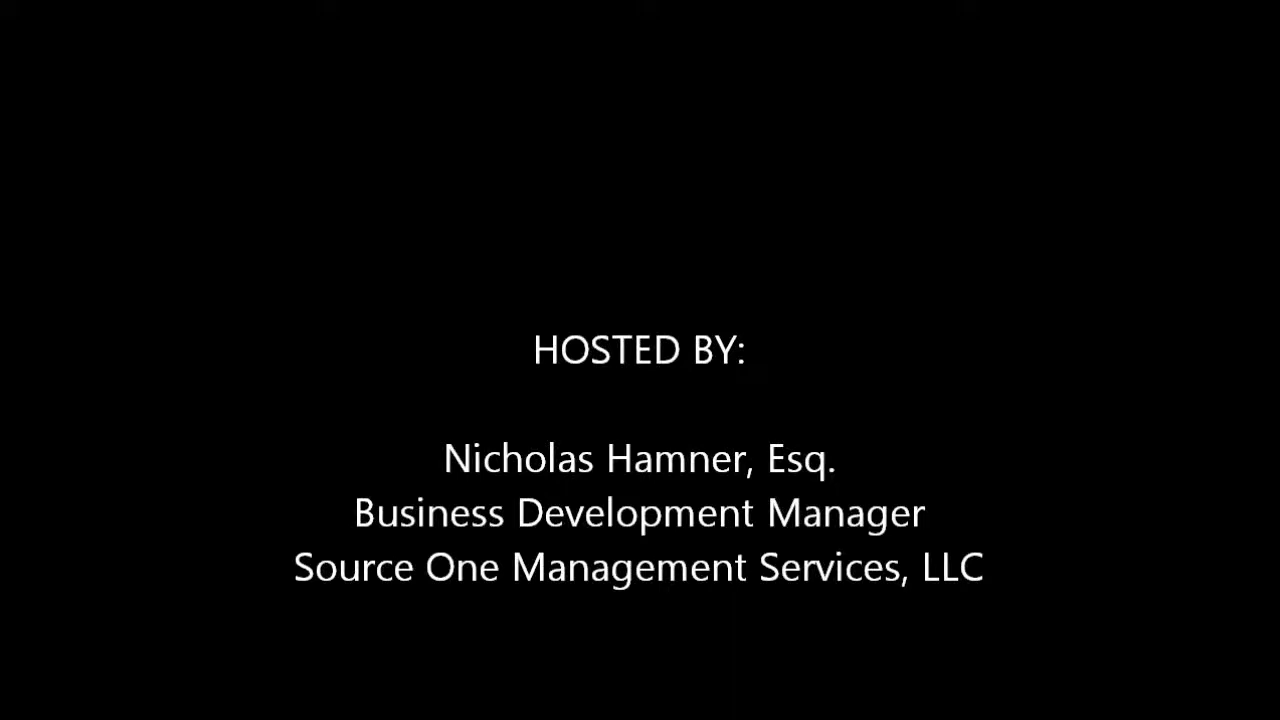 HOSTED BY:
Nicholas Hamner, Esq.
Business Development Manager
Source One Management Services, LLC